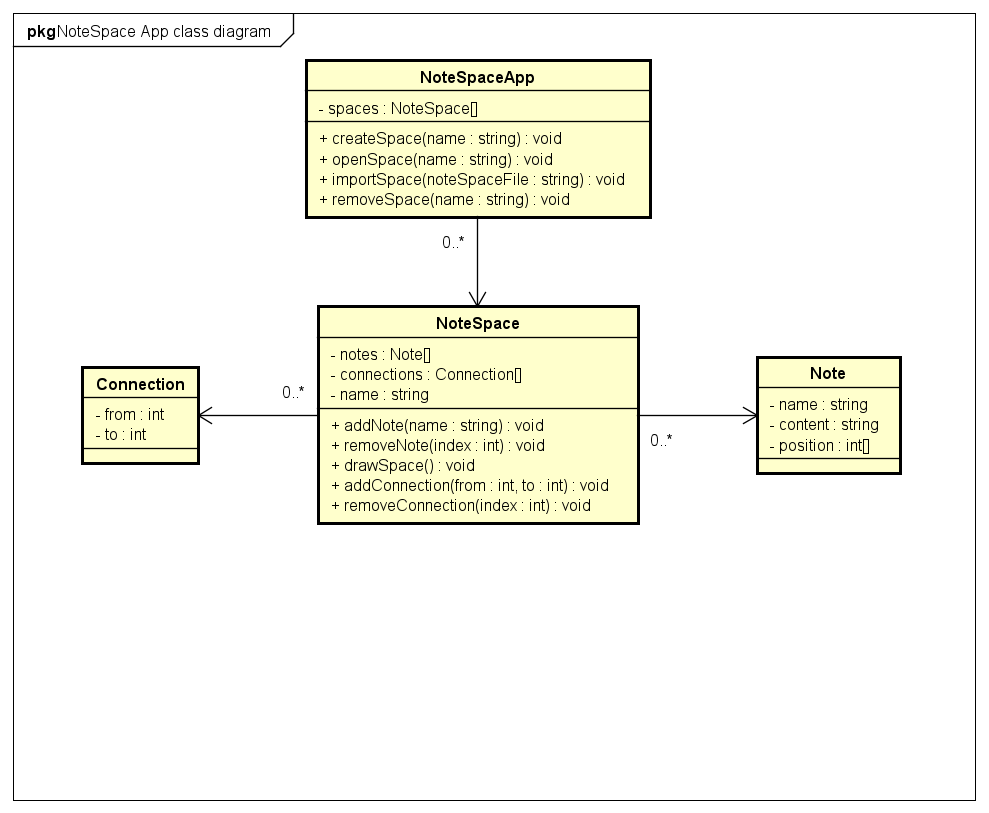 pkgNoteSpace App class diagram
NoteSpaceApp
- spaces : NoteSpace[]
+ createSpace(name : string) : void
+ openSpace(name : string) : void
+ importSpace(noteSpaceFile : string) : void
+ removeSpace(name : string) : void
0..*
NoteSpace
- notes : Note[]
- connections : Connection[]
- name : string
+ addNote(name : string) : void
+ removeNote(index : int) : void
+ drawSpace() : void
+ addConnection(from : int, to : int) : void
+ removeConnection(index : int) : void
0..*
Connection
- from : int
- to : int
0..*
Note
- name : string
- content : string
- position : int[]